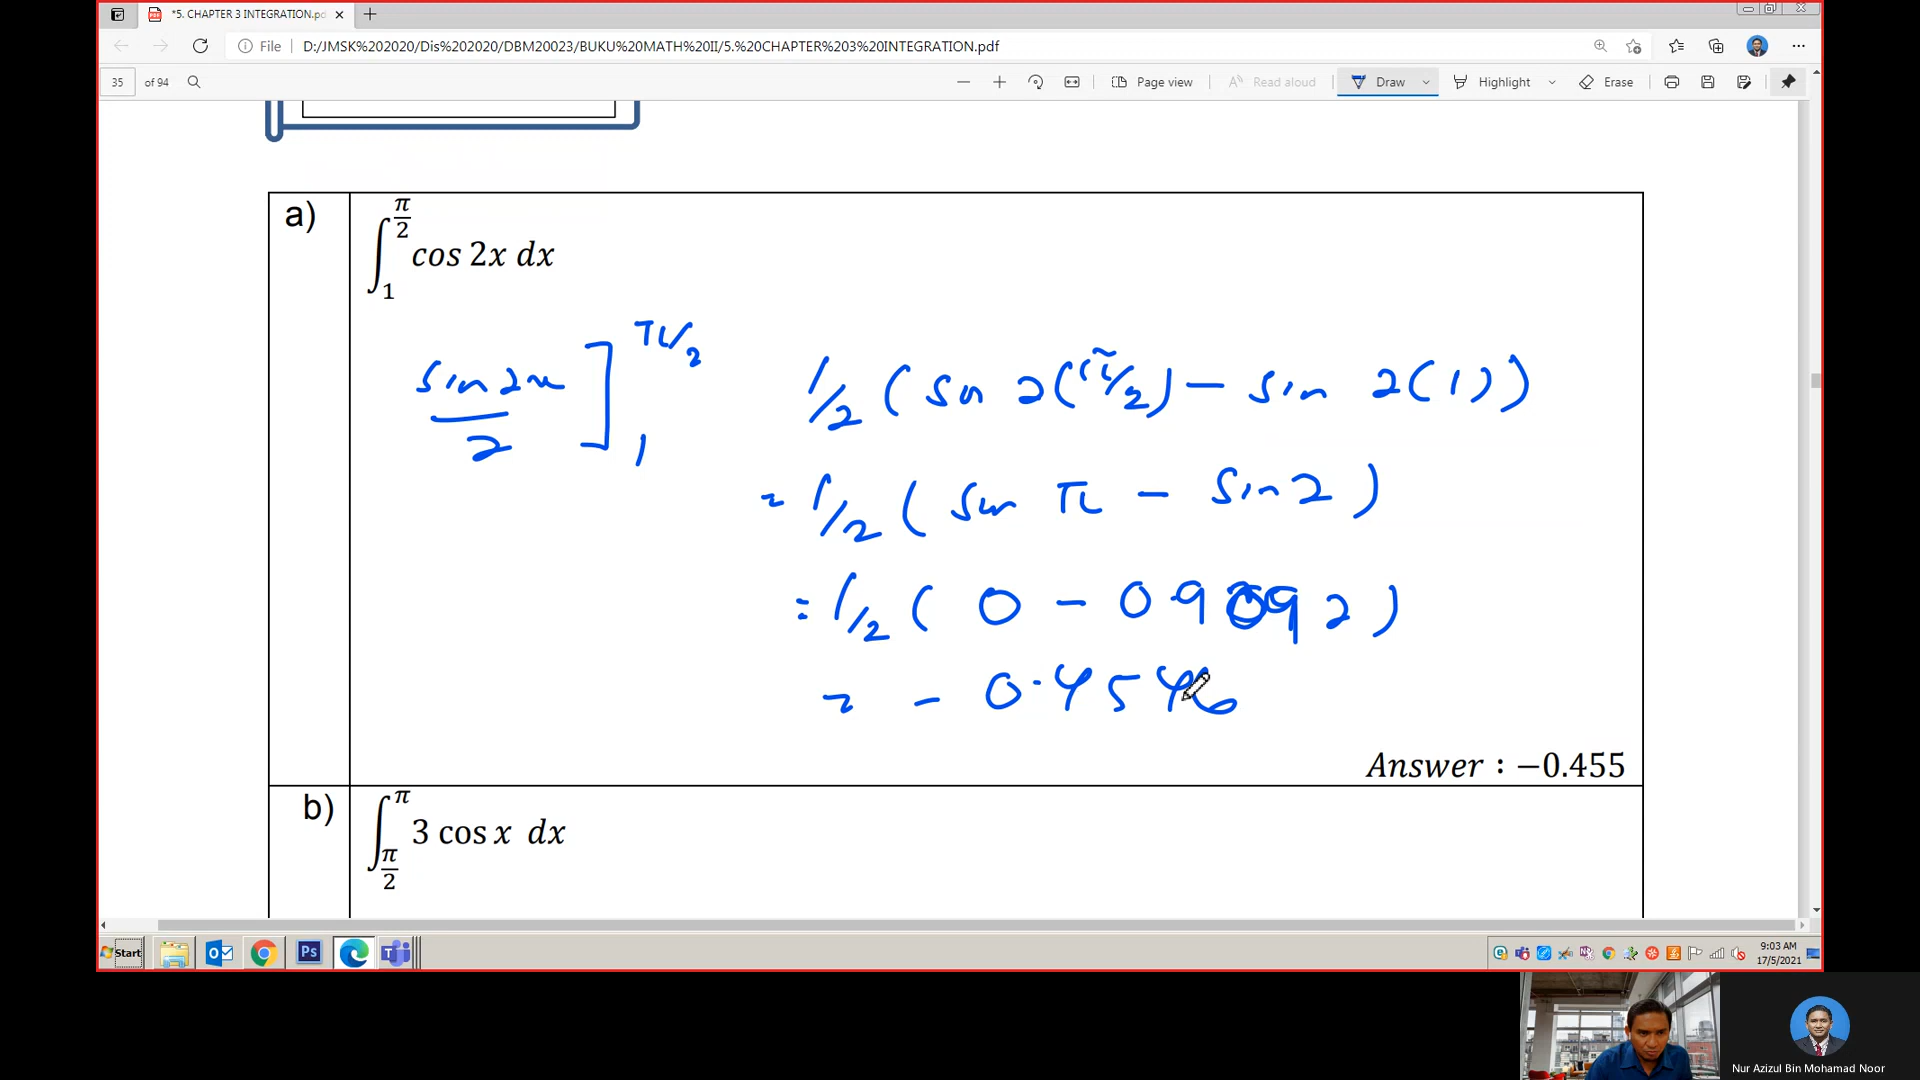 *5. CHAPTER 3 INTEGRATION.pd
File D:/JMSK%202020/Dis%202020/DBM20023/BUKU%20MATH%20II/5.%20CHAPTER%203%20INTEGRATION.pdf
35 of 94 Page view Read aloud Draw Highlight Erase
a) ∫₁^(π/2) cos 2x dx
sin 2x / 2 ]₁^(π/2)
1/2 ( sin 2(π/2) - sin 2(1))
= 1/2 ( sin π - sin 2 )
= 1/2 ( 0 - 0.9092 )
= - 0.4546
Answer : −0.455
b) ∫_(π/2)^π 3 cos x dx
Start Ps
9:03 AM
17/5/2021
Nur Azizul Bin Mohamad Noor